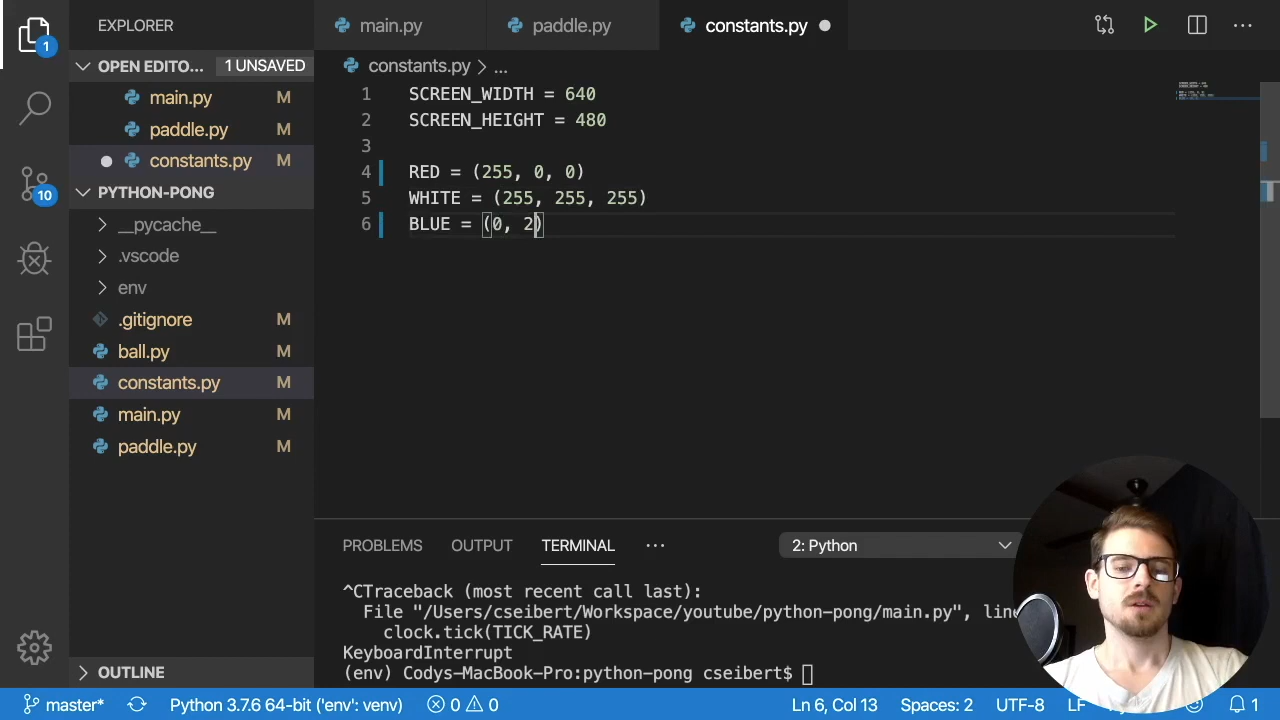 EXPLORER
main.py
paddle.py
constants.py
OPEN EDITO...
1 UNSAVED
main.py M
paddle.py M
constants.py M
PYTHON-PONG
__pycache__
.vscode
env
.gitignore M
ball.py M
constants.py M
main.py M
paddle.py M
OUTLINE
1
10
constants.py > ...
1 SCREEN_WIDTH = 640
2 SCREEN_HEIGHT = 480
3
4 RED = (255, 0, 0)
5 WHITE = (255, 255, 255)
6 BLUE = (0, 2)
PROBLEMS OUTPUT TERMINAL ... 2: Python
^CTraceback (most recent call last):
File "/Users/cseibert/Workspace/youtube/python-pong/main.py", line
clock.tick(TICK_RATE)
KeyboardInterrupt
(env) Codys-MacBook-Pro:python-pong cseibert$
master* Python 3.7.6 64-bit ('env': venv) 0 0 Ln 6, Col 13 Spaces: 2 UTF-8 LF 1